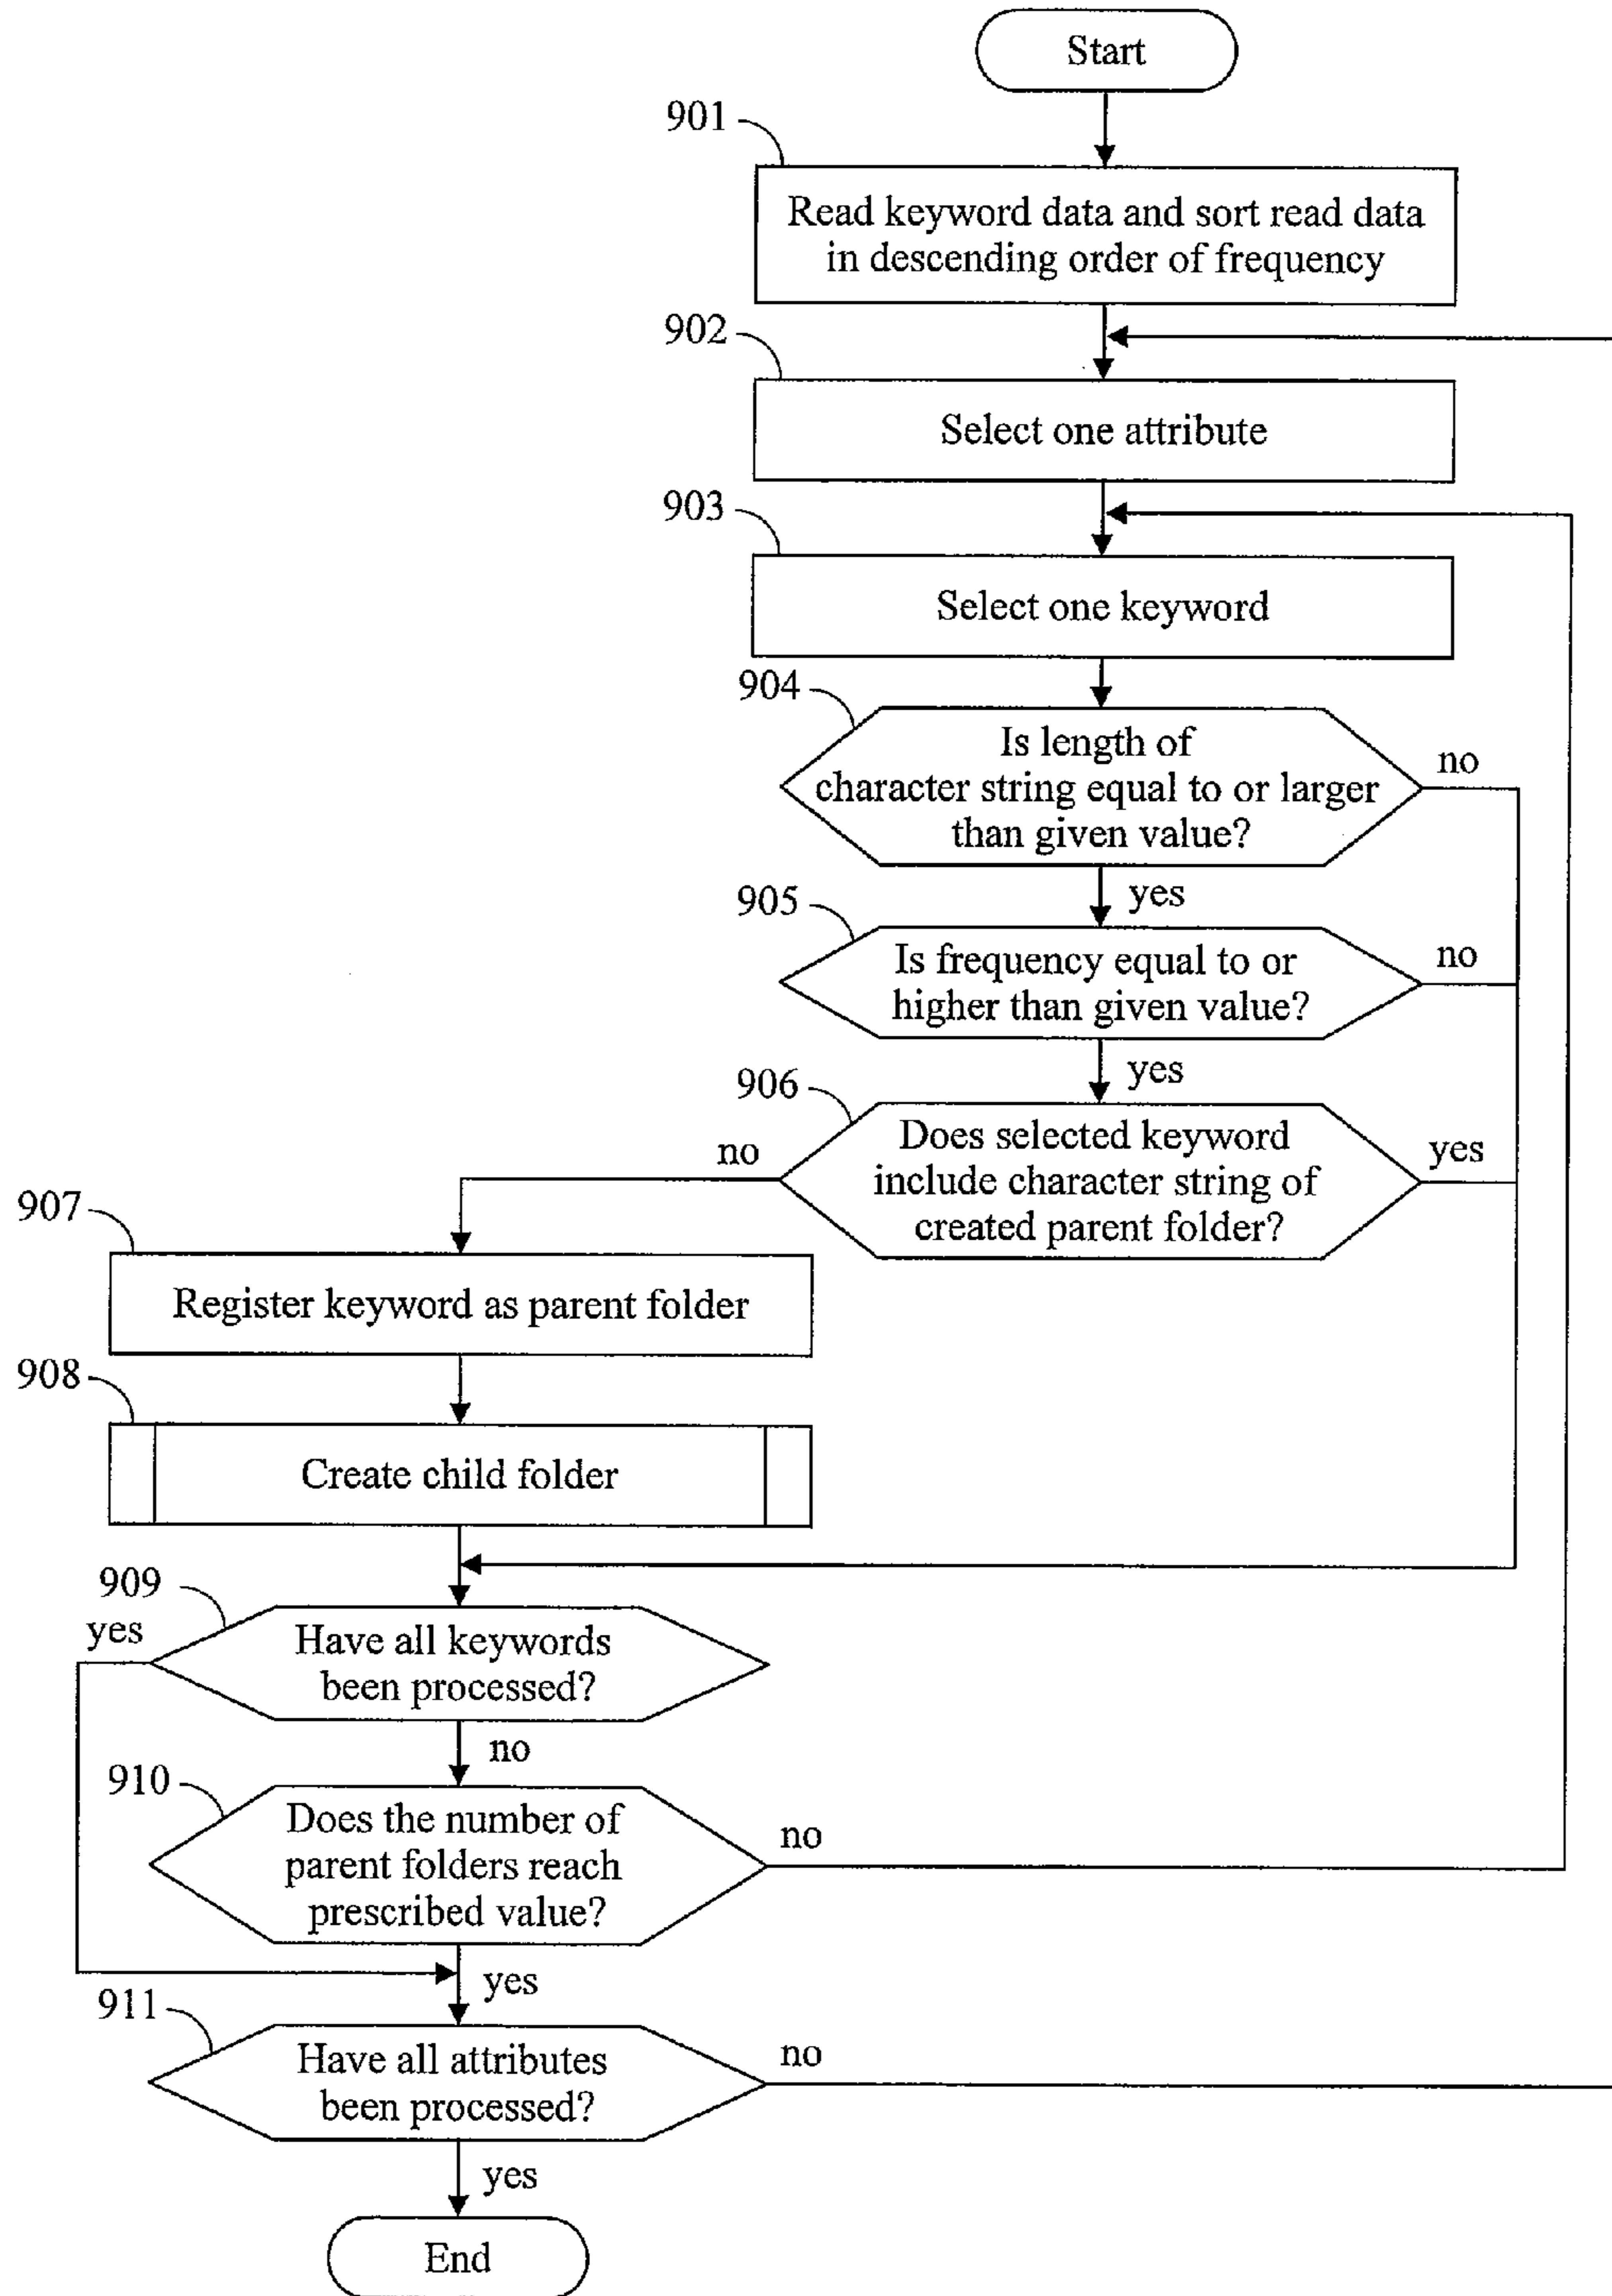 Start
901
Read keyword data and sort read data
in descending order of frequency
902
Select one attribute
903
Select one keyword
904
Is length of
character string equal to or larger
than given value?
no
yes
905
Is frequency equal to or
higher than given value?
no
yes
906
Does selected keyword
include character string of
created parent folder?
no
yes
907
Register keyword as parent folder
908
Create child folder
909
yes
Have all keywords
been processed?
no
910
Does the number of
parent folders reach
prescribed value?
no
yes
911
Have all attributes
been processed?
no
yes
End